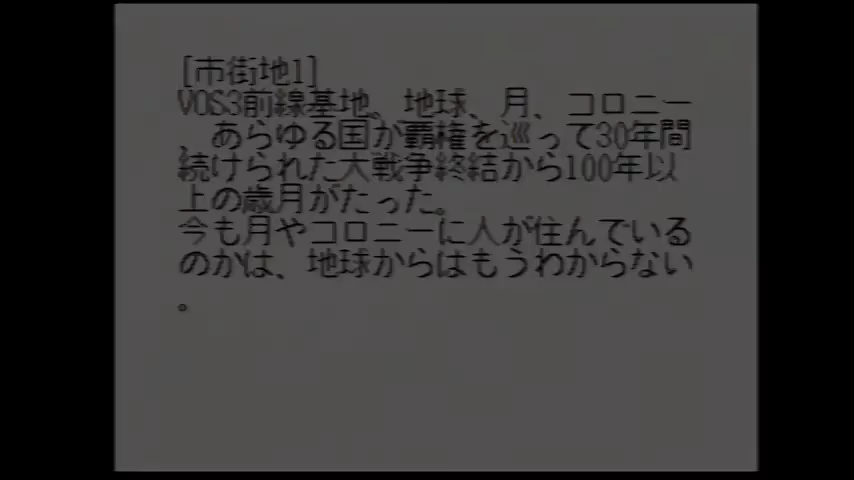 [市街地1]
VOS3前線基地。地球、月、コロニー
、あらゆる国が覇権を巡って30年間
続けられた大戦争終結から100年以
上の歳月がたった。
今も月やコロニーに人が住んでいる
のかは、地球からはもうわからない
。